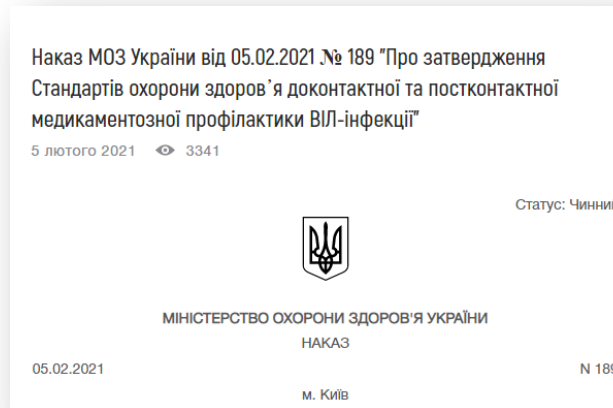 Наказ МОЗ України від 05.02.2021 № 189 "Про затвердження
Стандартів охорони здоров᾽я доконтактної та постконтактної
медикаментозної профілактики ВІЛ-інфекції"
5 лютого 2021 3341
Статус: Чинни
МІНІСТЕРСТВО ОХОРОНИ ЗДОРОВ'Я УКРАЇНИ
НАКАЗ
05.02.2021 N 189
м. Київ